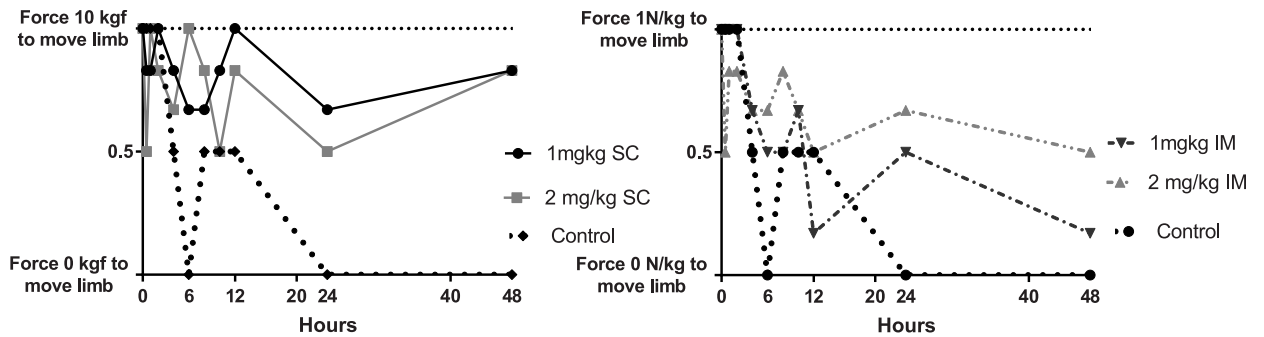 Force 10 kgf
to move limb
0.5
Force 0 kgf to
move limb
0 6 12 20 24 40 48
Hours
1mgkg SC
2 mg/kg SC
Control
Force 1N/kg to
move limb
0.5
Force 0 N/kg to
move limb
0 6 12 20 24 40 48
Hours
1mgkg IM
2 mg/kg IM
Control